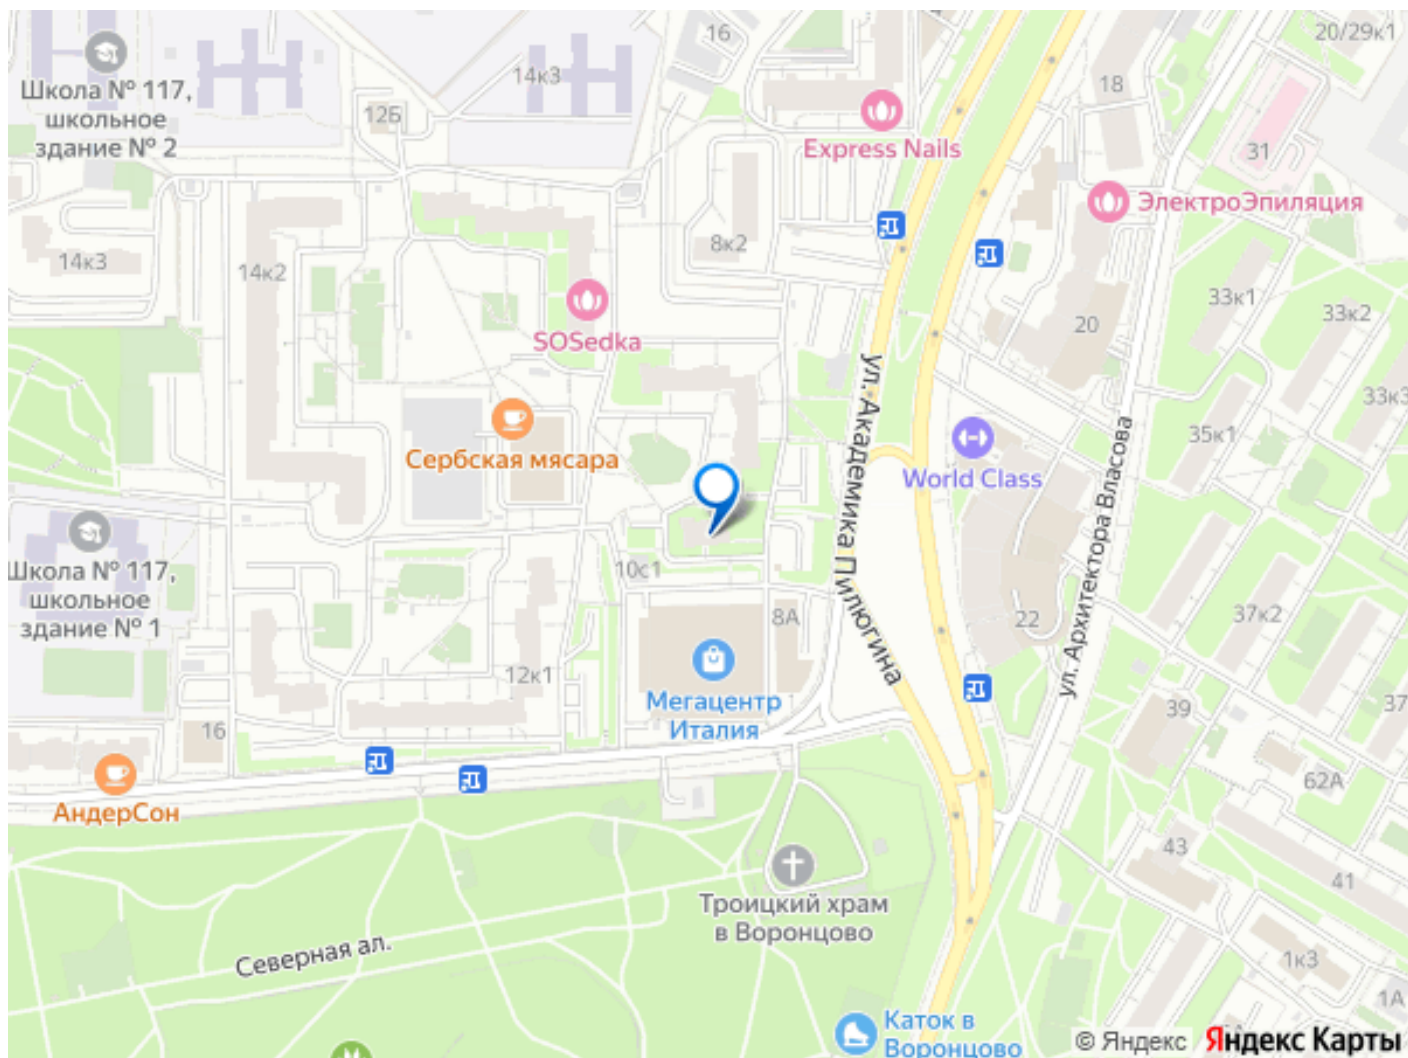 16
20/29к1
14к3
18
Школа № 117,
школьное
здание № 2
12Б
Express Nails
31
ЭлектроЭпиляция
8к2
14к3
14к2
33к1
33к2
20
SOSedka
ул. Академика Пилюгина
33к3
Сербская мясара
World Class
35к1
ул. Архитектора Власова
Школа № 117,
школьное
здание № 1
10с1
8А
22
37к2
12к1
Мегацентр
Италия
37
39
16
62А
АндерСон
43
41
Троицкий храм
в Воронцово
Северная ал.
1к3
1А
Каток в
Воронцово
© Яндекс
Яндекс Карты